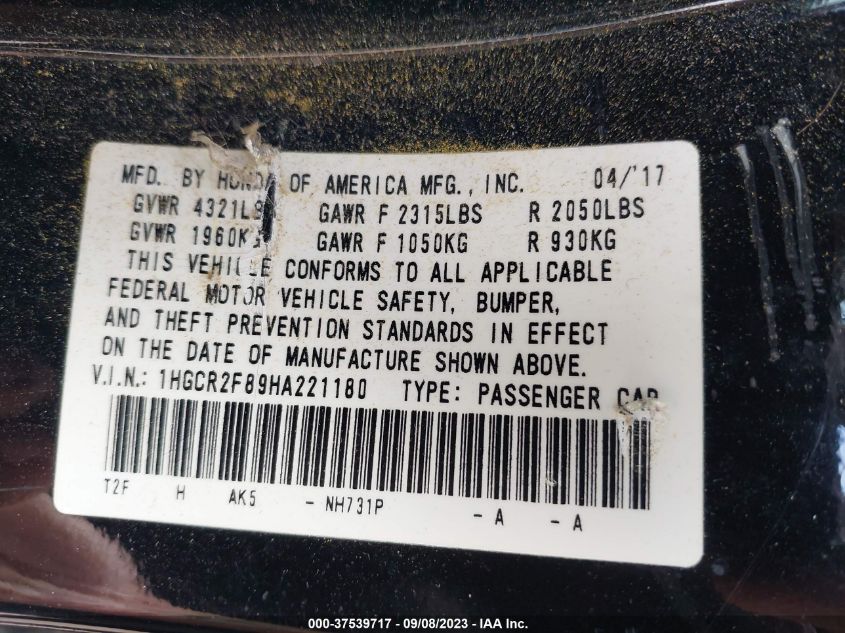 MFD. BY HONDA OF AMERICA MFG., INC. 04/'17
GVWR 4321LBS GAWR F 2315LBS R 2050LBS
GVWR 1960KG GAWR F 1050KG R 930KG
THIS VEHICLE CONFORMS TO ALL APPLICABLE
FEDERAL MOTOR VEHICLE SAFETY, BUMPER,
AND THEFT PREVENTION STANDARDS IN EFFECT
ON THE DATE OF MANUFACTURE SHOWN ABOVE.
V.I.N.: 1HGCR2F89HA221180 TYPE: PASSENGER CAR
T2F H AK5 - NH731P - A - A
000-37539717 - 09/08/2023 - IAA Inc.